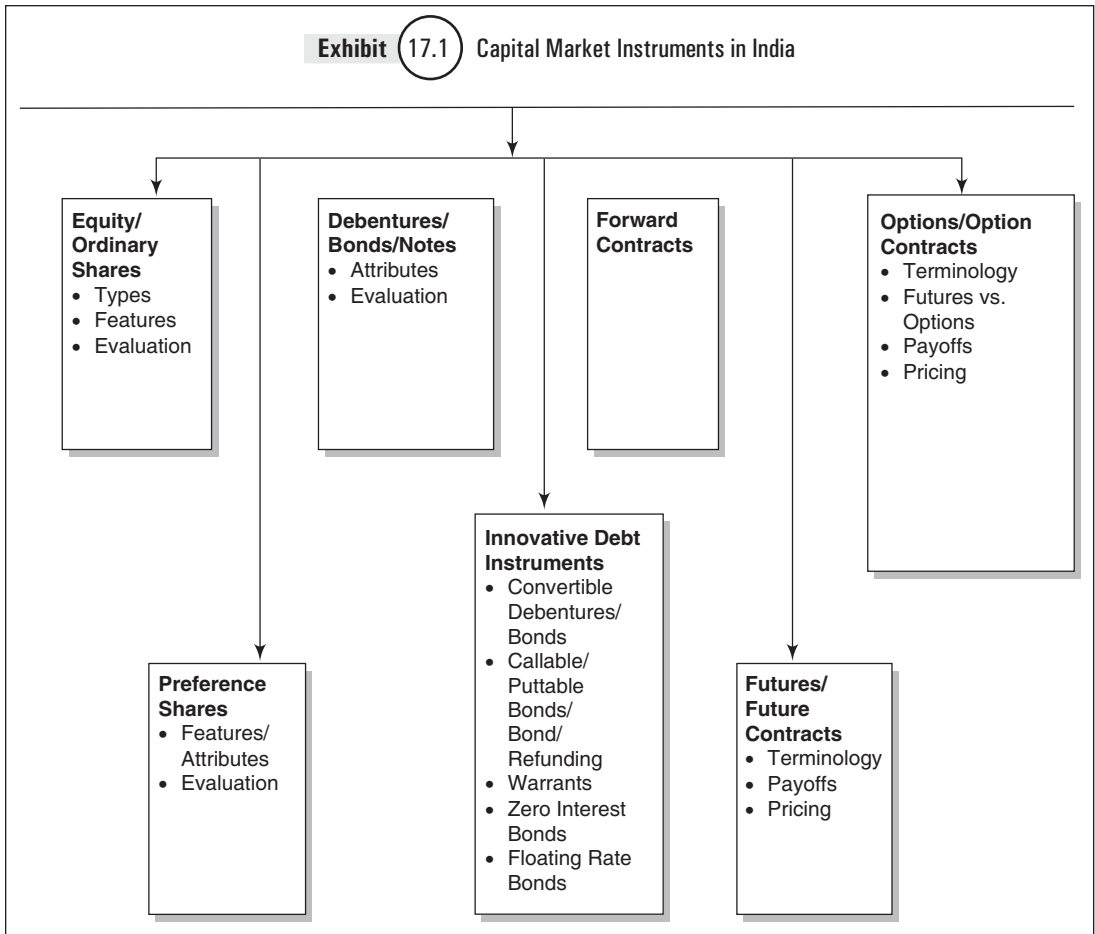 Exhibit 17.1 Capital Market Instruments in India
Equity/
Ordinary
Shares
• Types
• Features
• Evaluation
Debentures/
Bonds/Notes
• Attributes
• Evaluation
Forward
Contracts
Options/Option
Contracts
• Terminology
• Futures vs.
Options
• Payoffs
• Pricing
Preference
Shares
• Features/
Attributes
• Evaluation
Innovative Debt
Instruments
• Convertible
Debentures/
Bonds
• Callable/
Puttable
Bonds/
Bond/
Refunding
• Warrants
• Zero Interest
Bonds
• Floating Rate
Bonds
Futures/
Future
Contracts
• Terminology
• Payoffs
• Pricing